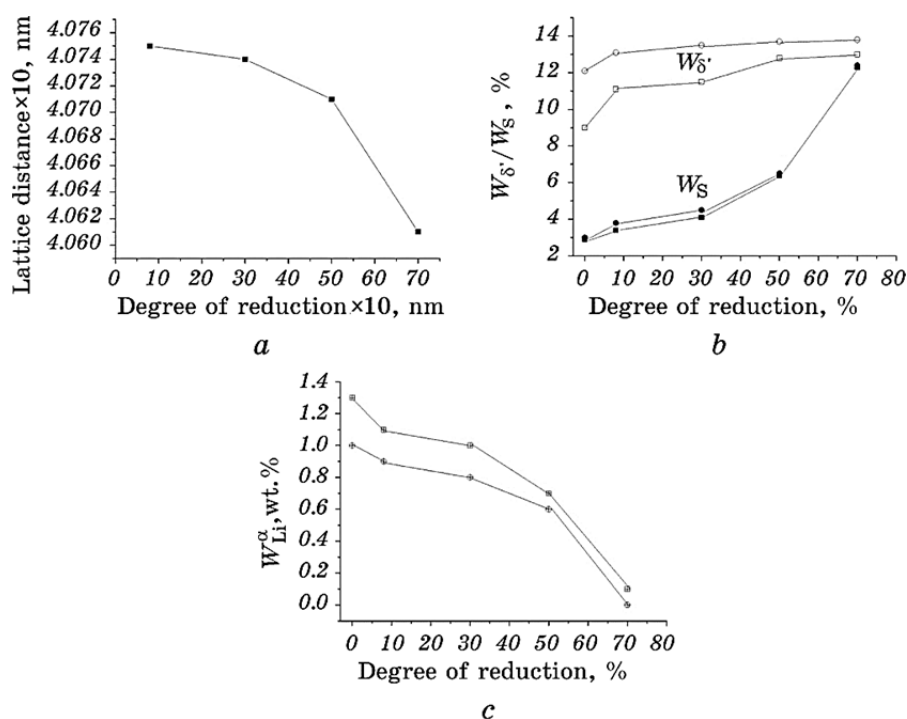 4.076
4.074
4.072
4.070
4.068
4.066
4.064
4.062
4.060
Lattice distance×10, nm
0 10 20 30 40 50 60 70 80
Degree of reduction×10, nm
a
14
12
10
8
6
4
2
Wδ'/WS, %
Wδ'
WS
0 10 20 30 40 50 60 70 80
Degree of reduction, %
b
1.4
1.2
1.0
0.8
0.6
0.4
0.2
0.0
WαLi, wt.%
0 10 20 30 40 50 60 70 80
Degree of reduction, %
c